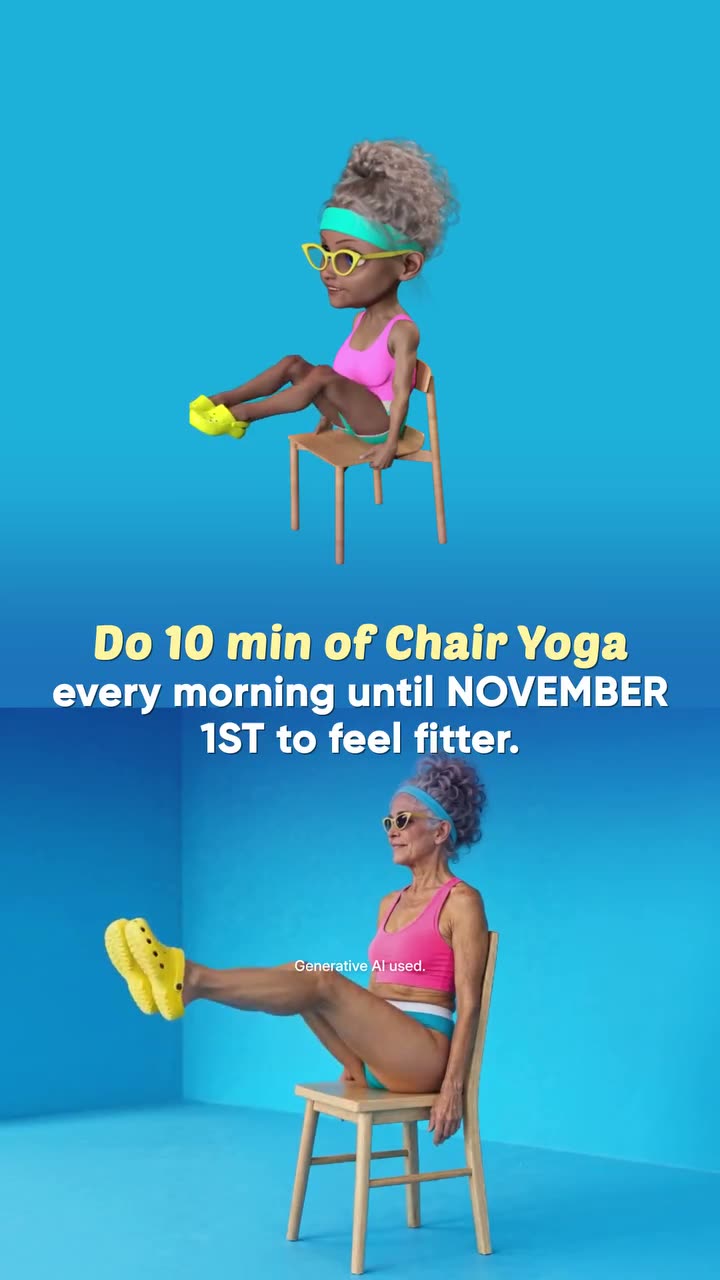 Do 10 min of Chair Yoga
every morning until NOVEMBER
1ST to feel fitter.
Generative AI used.